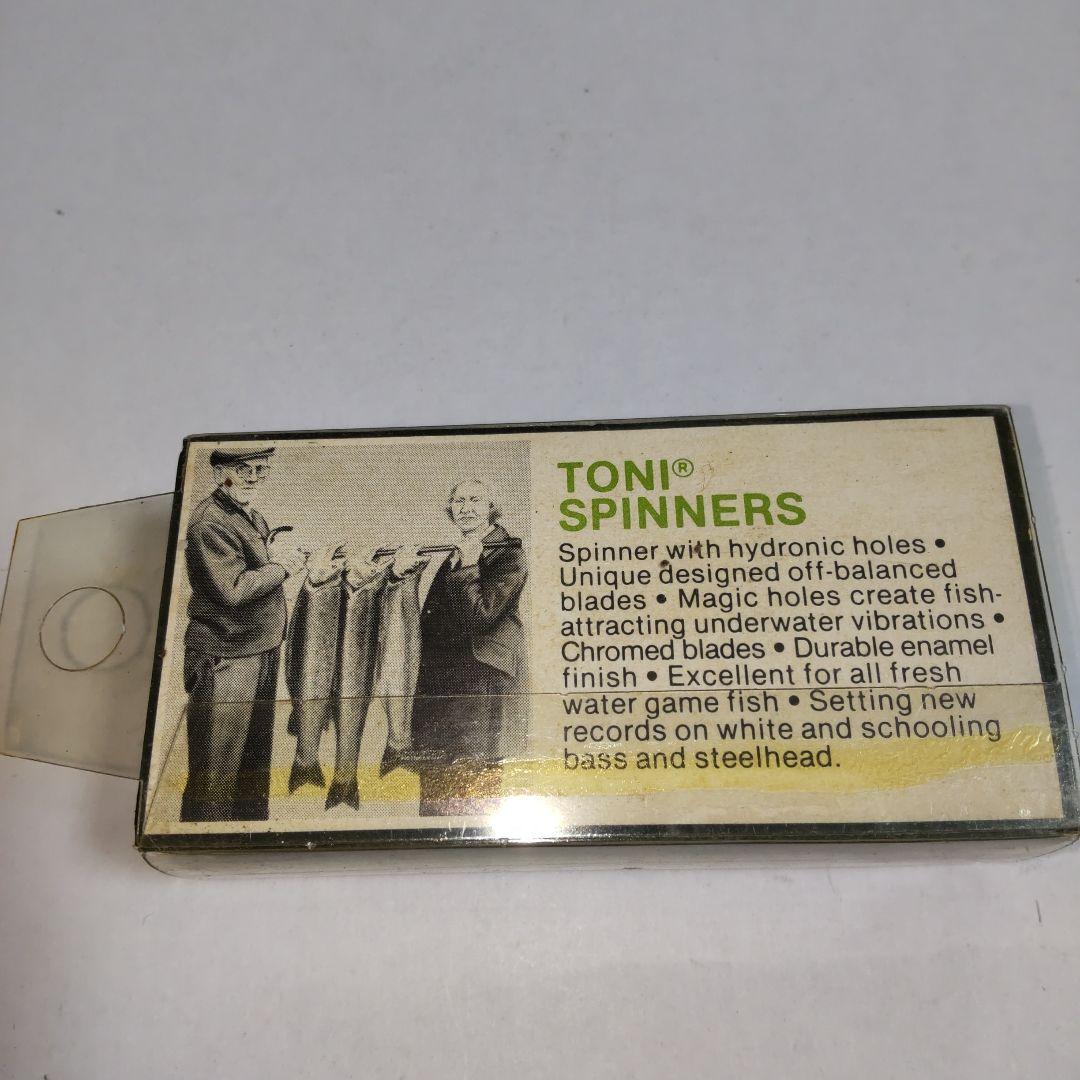 TONI®
SPINNERS
Spinner with hydronic holes •
Unique designed off-balanced
blades • Magic holes create fish-
attracting underwater vibrations •
Chromed blades • Durable enamel
finish • Excellent for all fresh
water game fish • Setting new
records on white and schooling
bass and steelhead.